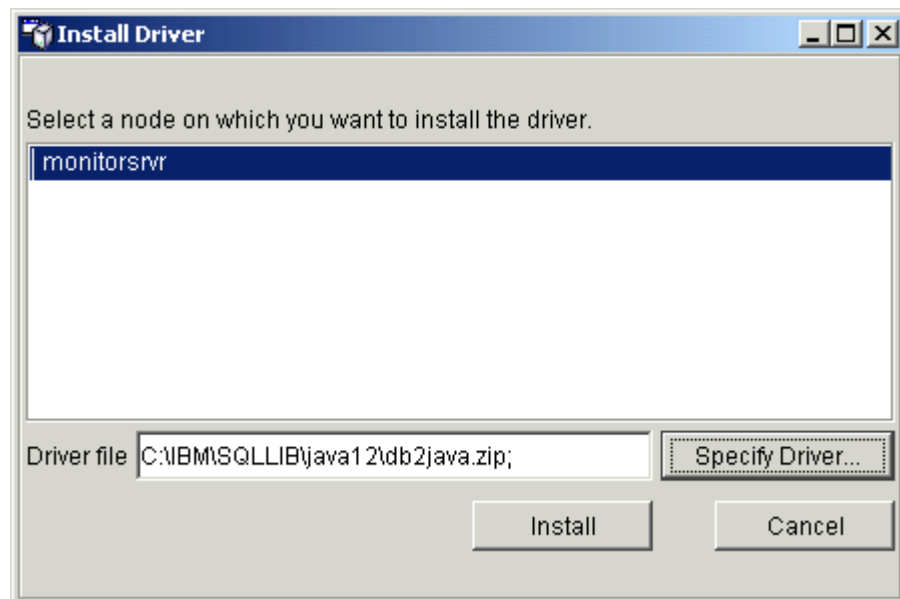 Install Driver
Select a node on which you want to install the driver.
monitorsrvr
Driver file C:\IBM\SQLLIB\java12\db2java.zip; Specify Driver...
Install Cancel